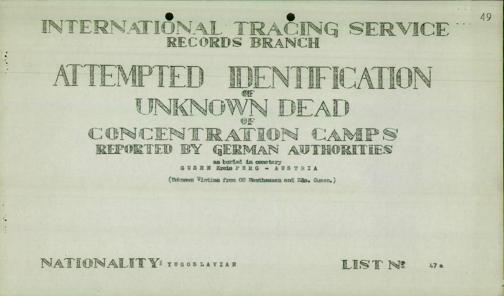 49
INTERNATIONAL TRACING SERVICE
RECORDS BRANCH
ATTEMPTED IDENTIFICATION
OF
UNKNOWN DEAD
OF
CONCENTRATION CAMPS
REPORTED BY GERMAN AUTHORITIES
as buried in cemetery
GUSEN Kreis PERG - AUSTRIA
(Unknown Victims from CC Mauthausen and Kdo. Gusen.)
NATIONALITY: YUGOSLAVIAN
LIST No 47a